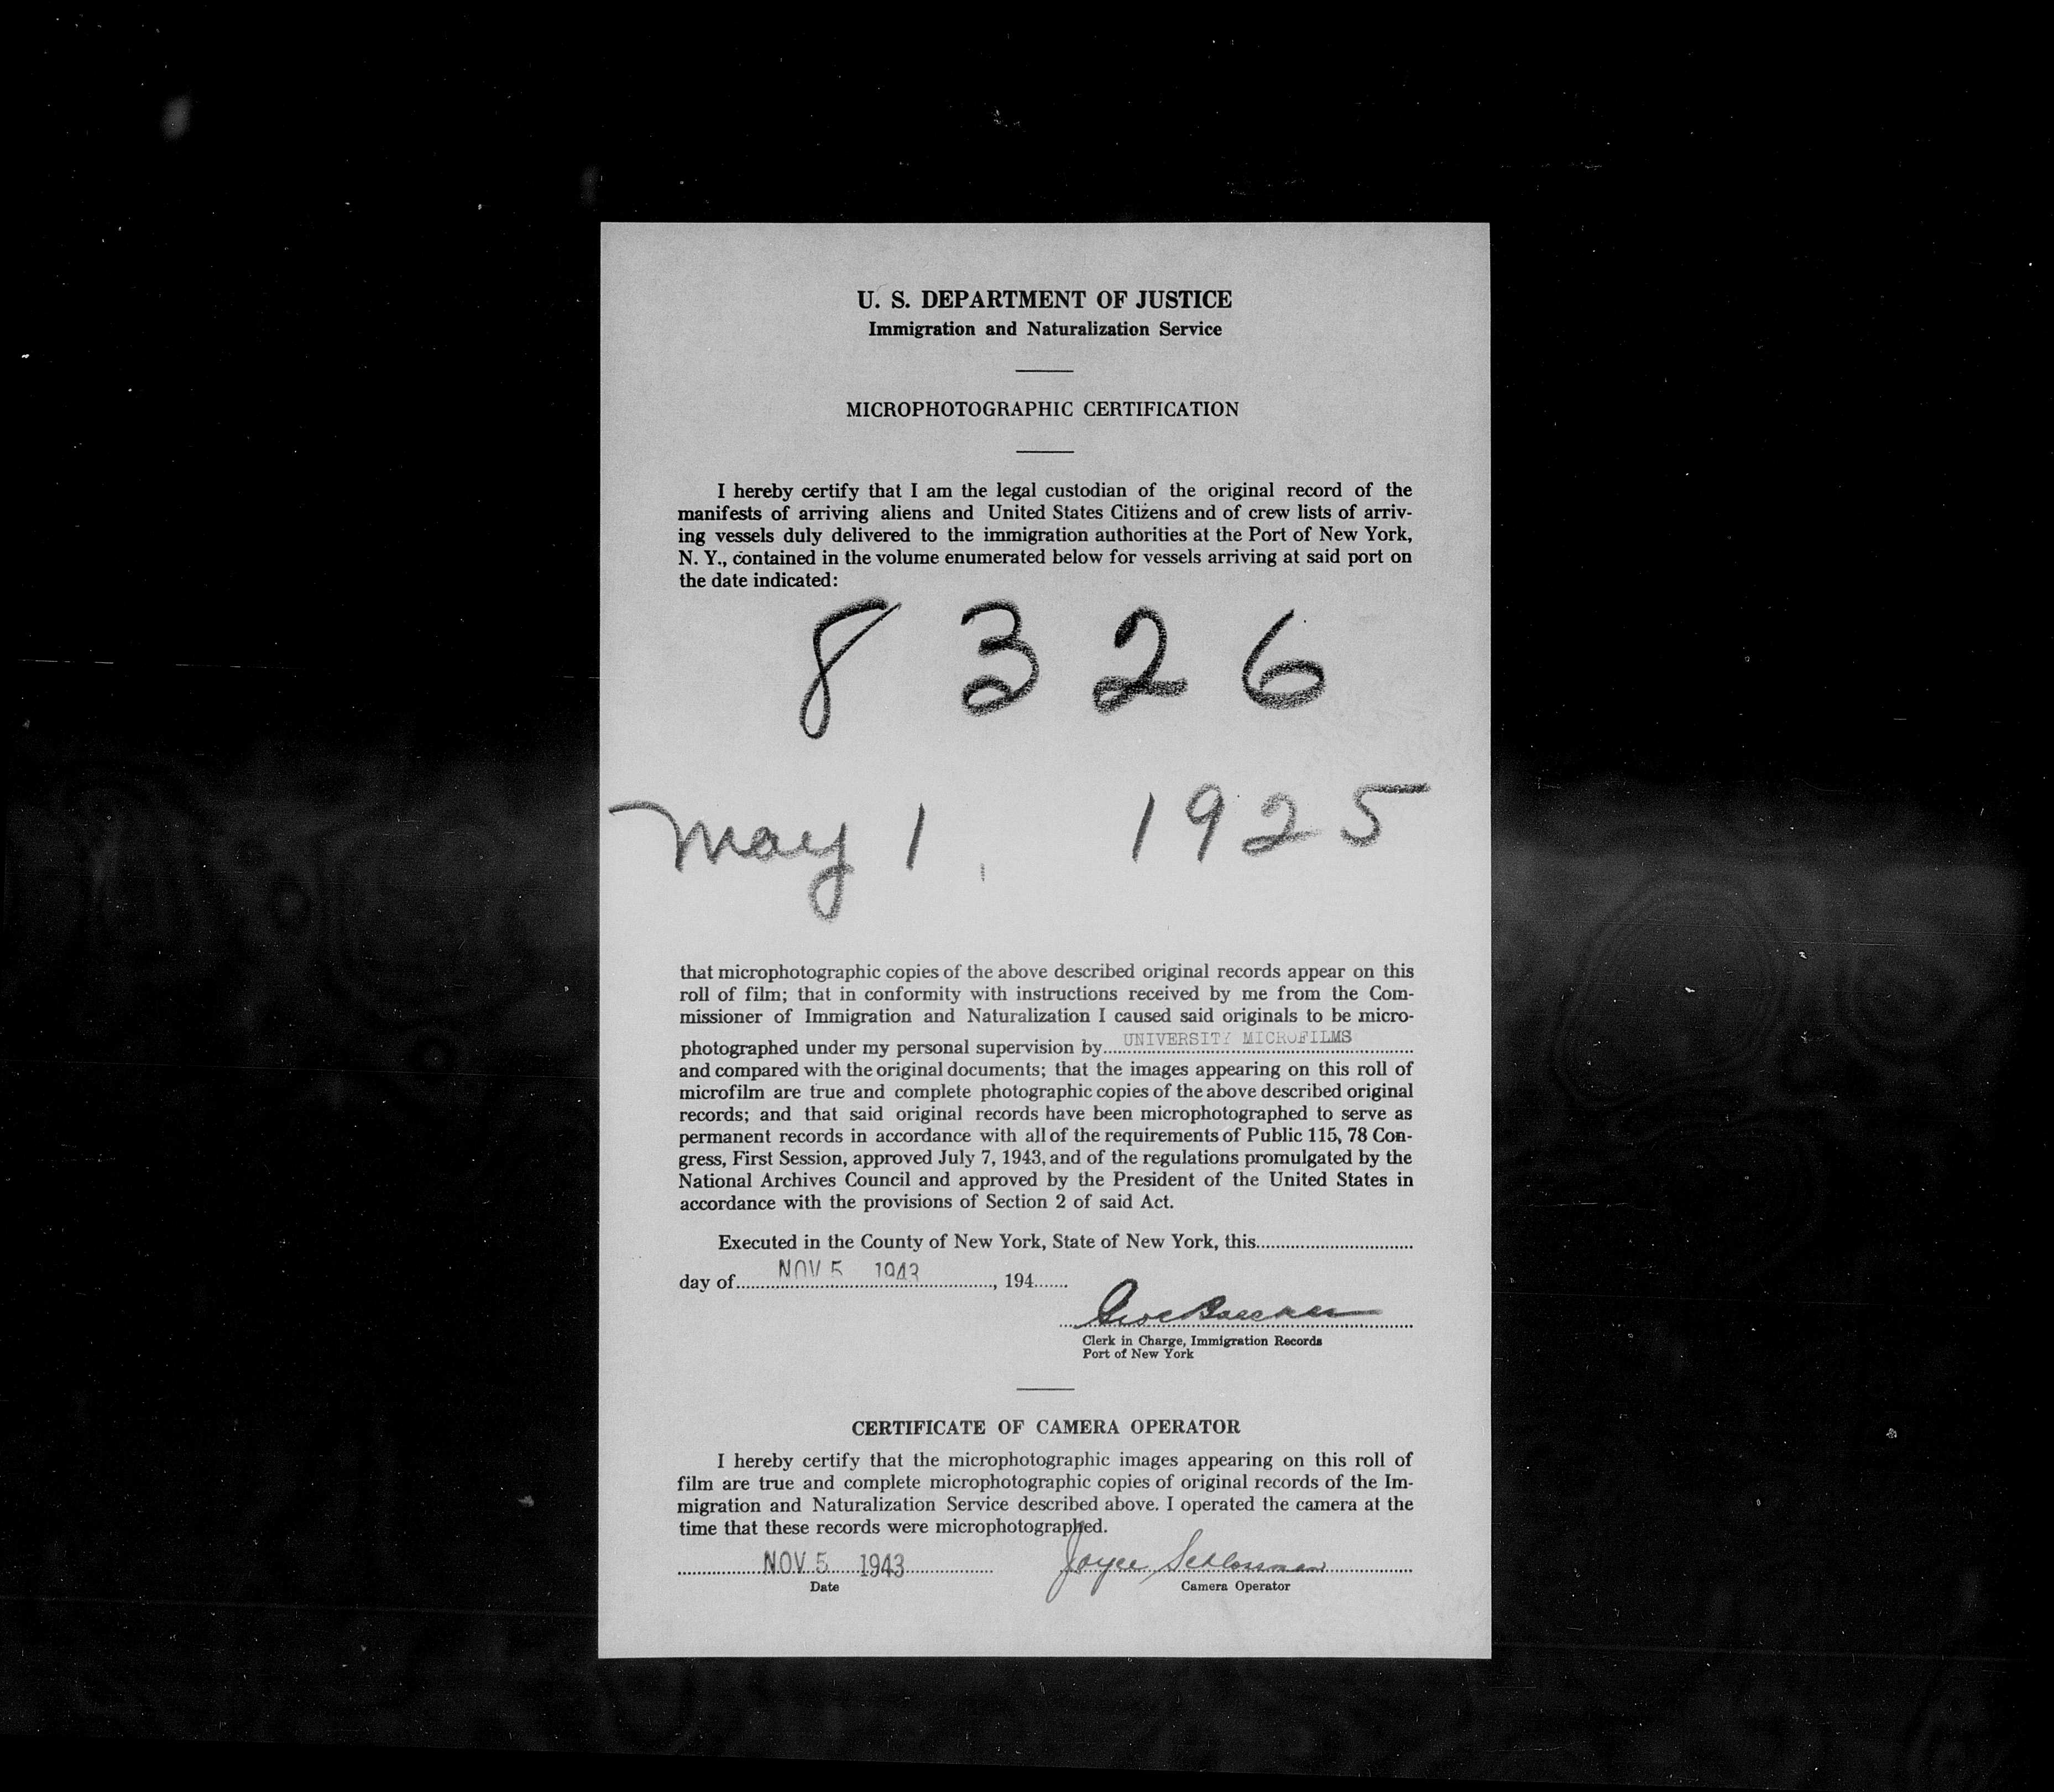 U. S. DEPARTMENT OF JUSTICE
Immigration and Naturalization Service
MICROPHOTOGRAPHIC CERTIFICATION
I hereby certify that I am the legal custodian of the original record of the
manifests of arriving aliens and United States Citizens and of crew lists of arriv-
ing vessels duly delivered to the immigration authorities at the Port of New York,
N. Y., contained in the volume enumerated below for vessels arriving at said port on
the date indicated:
8 3 2 6
May 1, 1925
that microphotographic copies of the above described original records appear on this
roll of film; that in conformity with instructions received by me from the Com-
missioner of Immigration and Naturalization I caused said originals to be micro-
photographed under my personal supervision by UNIVERSITY MICROFILMS
and compared with the original documents; that the images appearing on this roll of
microfilm are true and complete photographic copies of the above described original
records; and that said original records have been microphotographed to serve as
permanent records in accordance with all of the requirements of Public 115, 78 Con-
gress, First Session, approved July 7, 1943, and of the regulations promulgated by the
National Archives Council and approved by the President of the United States in
accordance with the provisions of Section 2 of said Act.
Executed in the County of New York, State of New York, this
day of NOV 5 1943, 194
Clerk in Charge, Immigration Records
Port of New York
CERTIFICATE OF CAMERA OPERATOR
I hereby certify that the microphotographic images appearing on this roll of
film are true and complete microphotographic copies of original records of the Im-
migration and Naturalization Service described above. I operated the camera at the
time that these records were microphotographed.
NOV 5 1943 Joyce Schlossman
Date Camera Operator